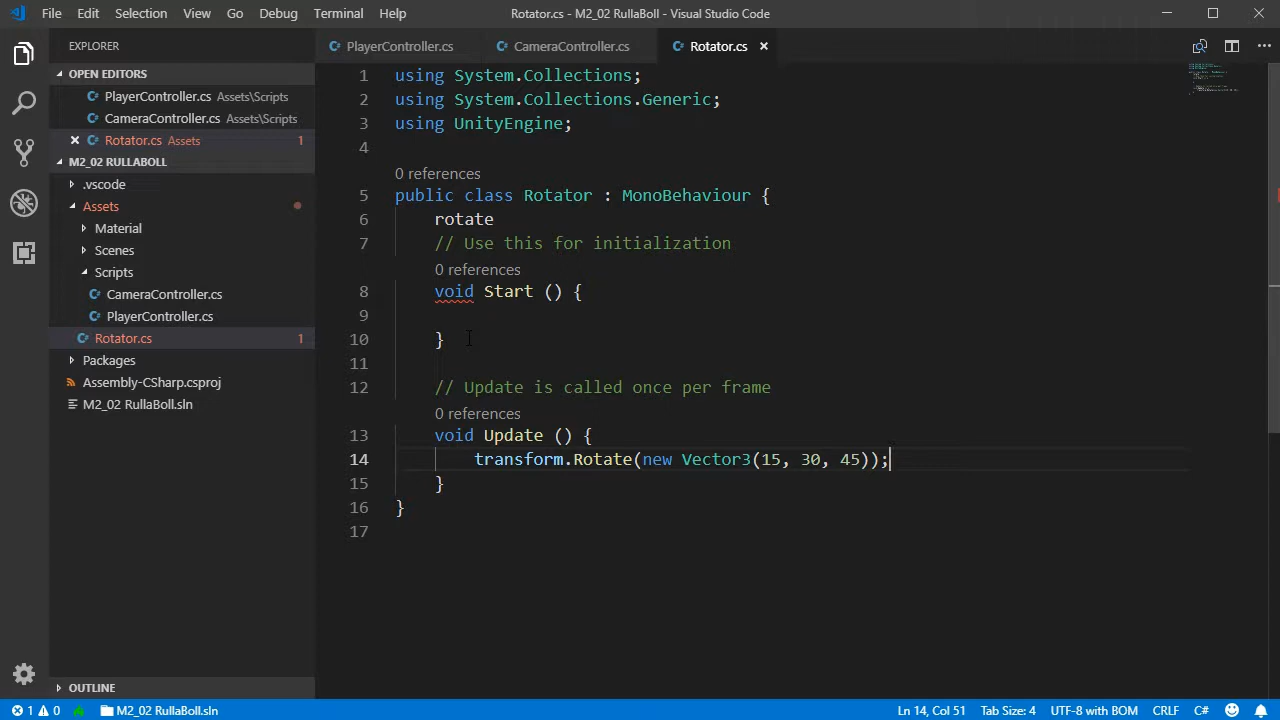 File Edit Selection View Go Debug Terminal Help Rotator.cs - M2_02 RullaBoll - Visual Studio Code
EXPLORER
OPEN EDITORS
PlayerController.cs Assets\Scripts
CameraController.cs Assets\Scripts
Rotator.cs Assets 1
M2_02 RULLABOLL
.vscode
Assets
Material
Scenes
Scripts
CameraController.cs
PlayerController.cs
Rotator.cs 1
Packages
Assembly-CSharp.csproj
M2_02 RullaBoll.sln
OUTLINE
PlayerController.cs CameraController.cs Rotator.cs
1 using System.Collections;
2 using System.Collections.Generic;
3 using UnityEngine;
4
0 references
5 public class Rotator : MonoBehaviour {
6 rotate
7 // Use this for initialization
0 references
8 void Start () {
9
10 }
11
12 // Update is called once per frame
0 references
13 void Update () {
14 transform.Rotate(new Vector3(15, 30, 45));
15 }
16 }
17
1 0 M2_02 RullaBoll.sln Ln 14, Col 51 Tab Size: 4 UTF-8 with BOM CRLF C#